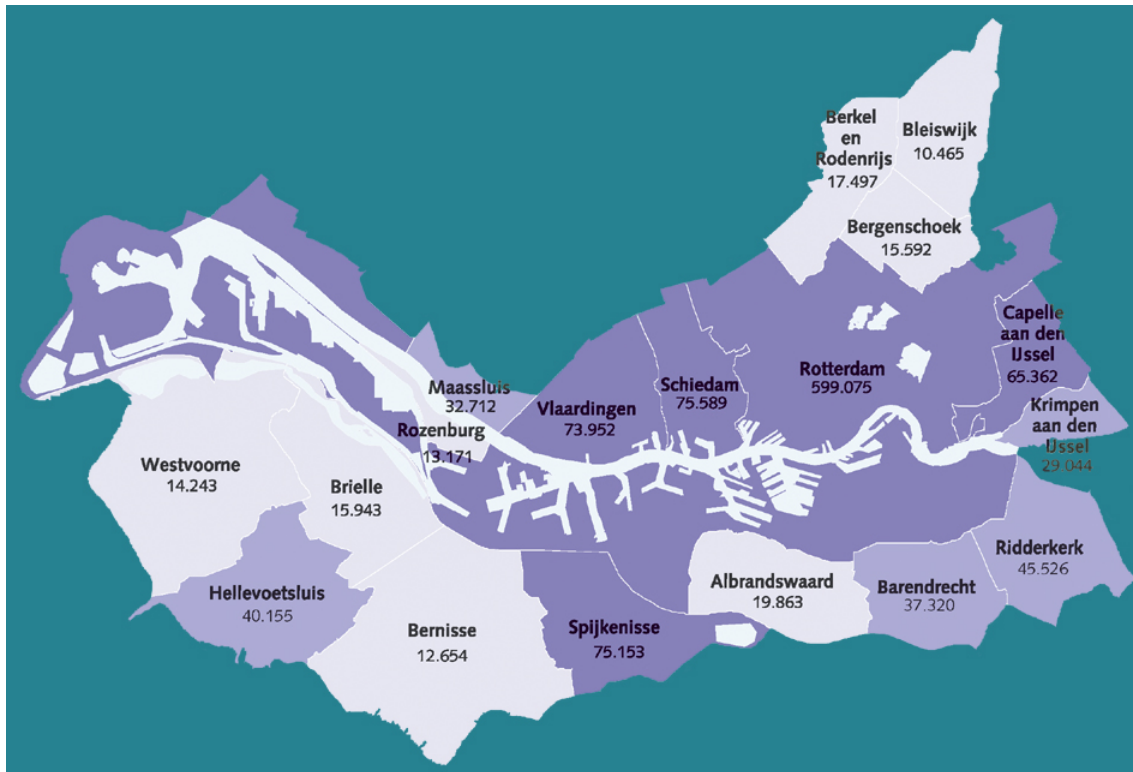 Berkel
en
Rodenrijs
17.497
Bleiswijk
10.465
Bergenschoek
15.592
Capelle
aan den
IJssel
65.362
Rotterdam
599.075
Schiedam
75.589
Maassluis
32.712
Vlaardingen
73.952
Krimpen
aan den
IJssel
29.044
Rozenburg
13.171
Westvoorne
14.243
Brielle
15.943
Ridderkerk
45.526
Hellevoetsluis
40.155
Albrandswaard
19.863
Barendrecht
37.320
Bernisse
12.654
Spijkenisse
75.153